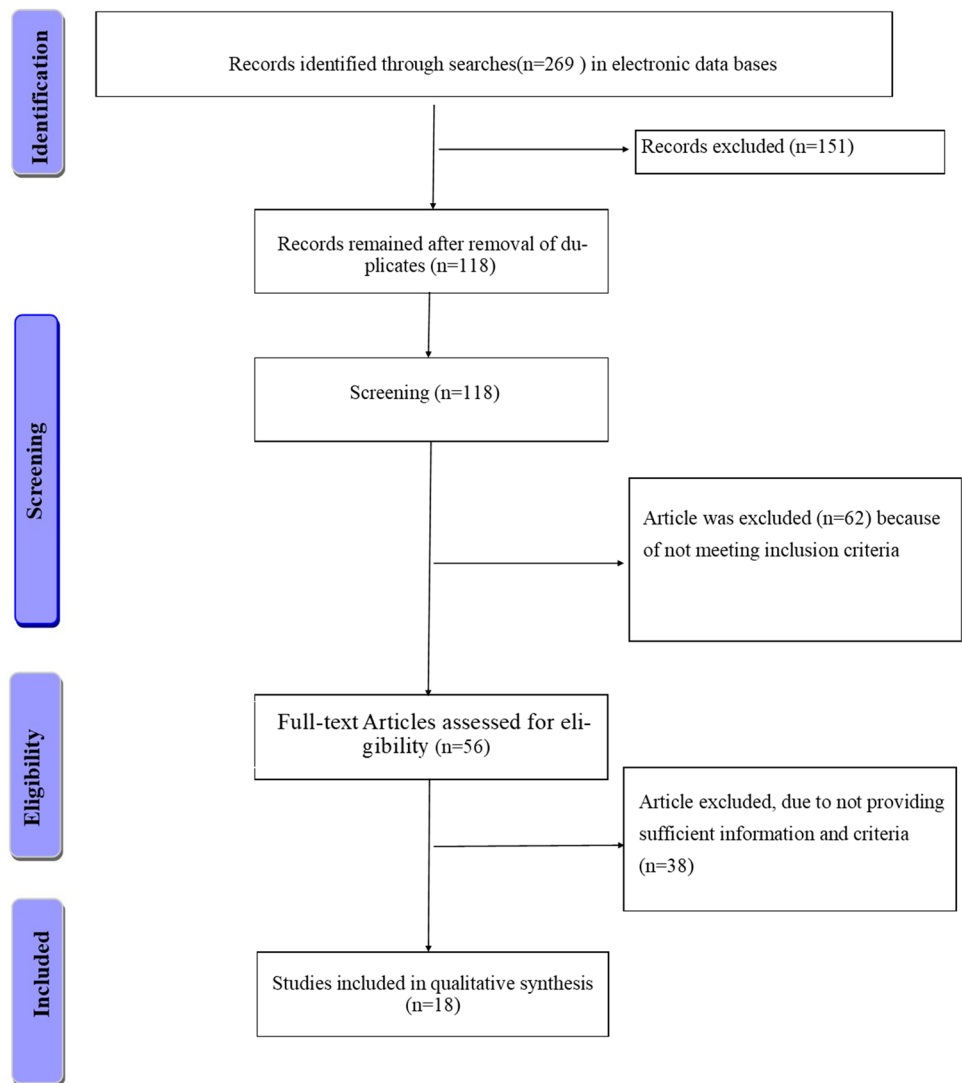 Identification
Records identified through searches(n=269 ) in electronic data bases
Records excluded (n=151)
Records remained after removal of du-
plicates (n=118)
Screening
Screening (n=118)
Article was excluded (n=62) because
of not meeting inclusion criteria
Eligibility
Full-text Articles assessed for eli-
gibility (n=56)
Article excluded, due to not providing
sufficient information and criteria
(n=38)
Included
Studies included in qualitative synthesis
(n=18)